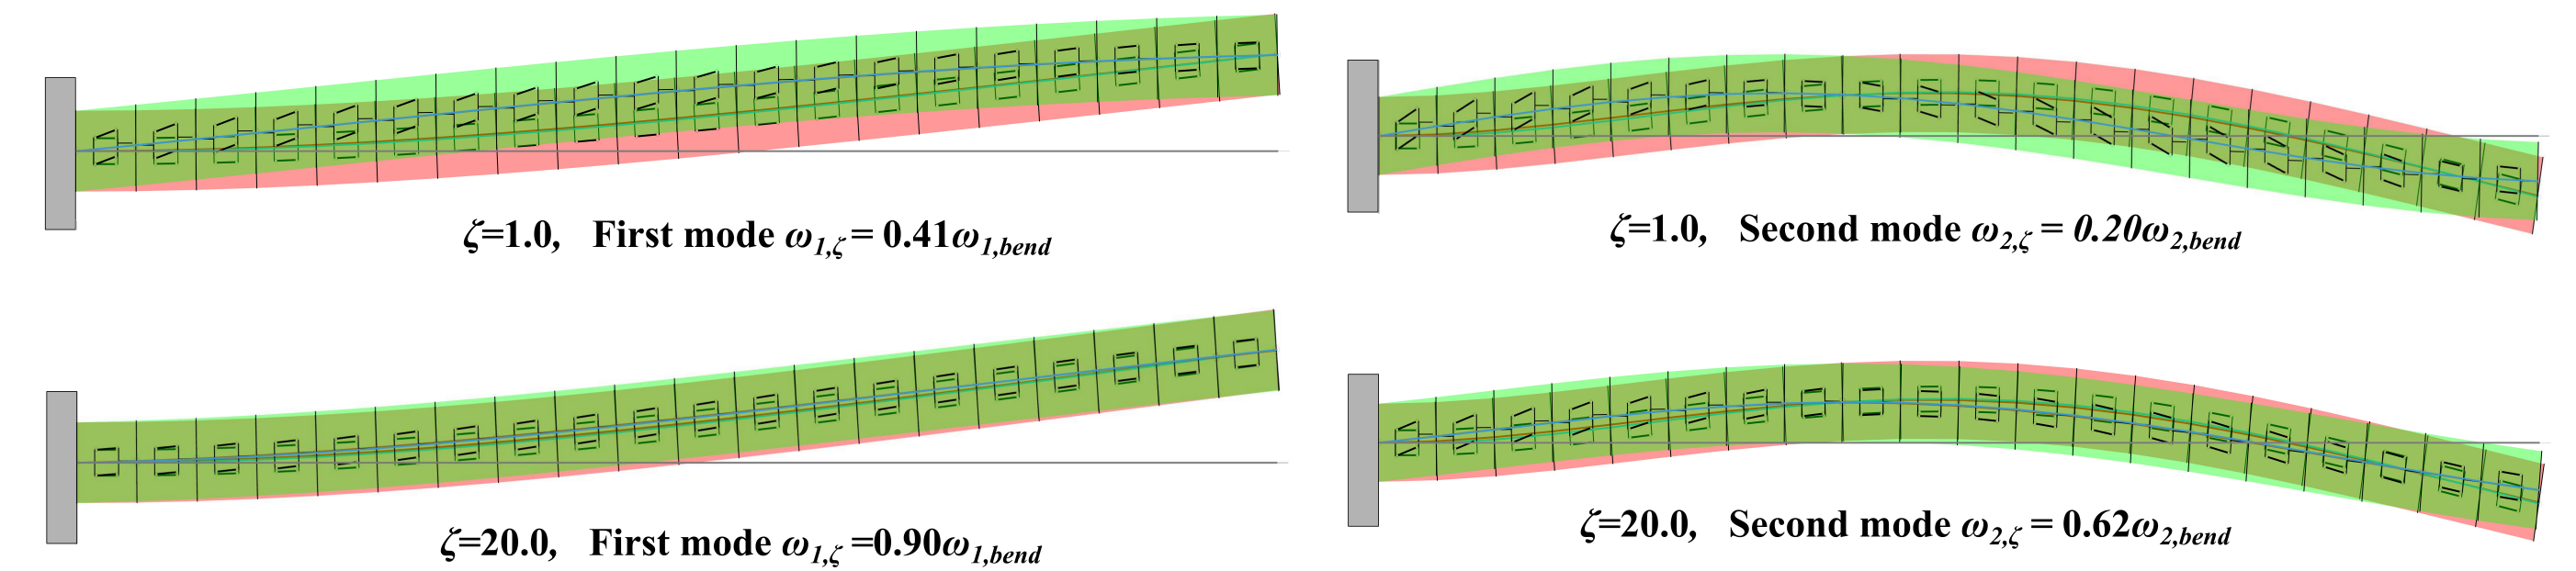 ζ=1.0, First mode ω1,ζ = 0.41ω1,bend
ζ=1.0, Second mode ω2,ζ = 0.20ω2,bend
ζ=20.0, First mode ω1,ζ =0.90ω1,bend
ζ=20.0, Second mode ω2,ζ = 0.62ω2,bend